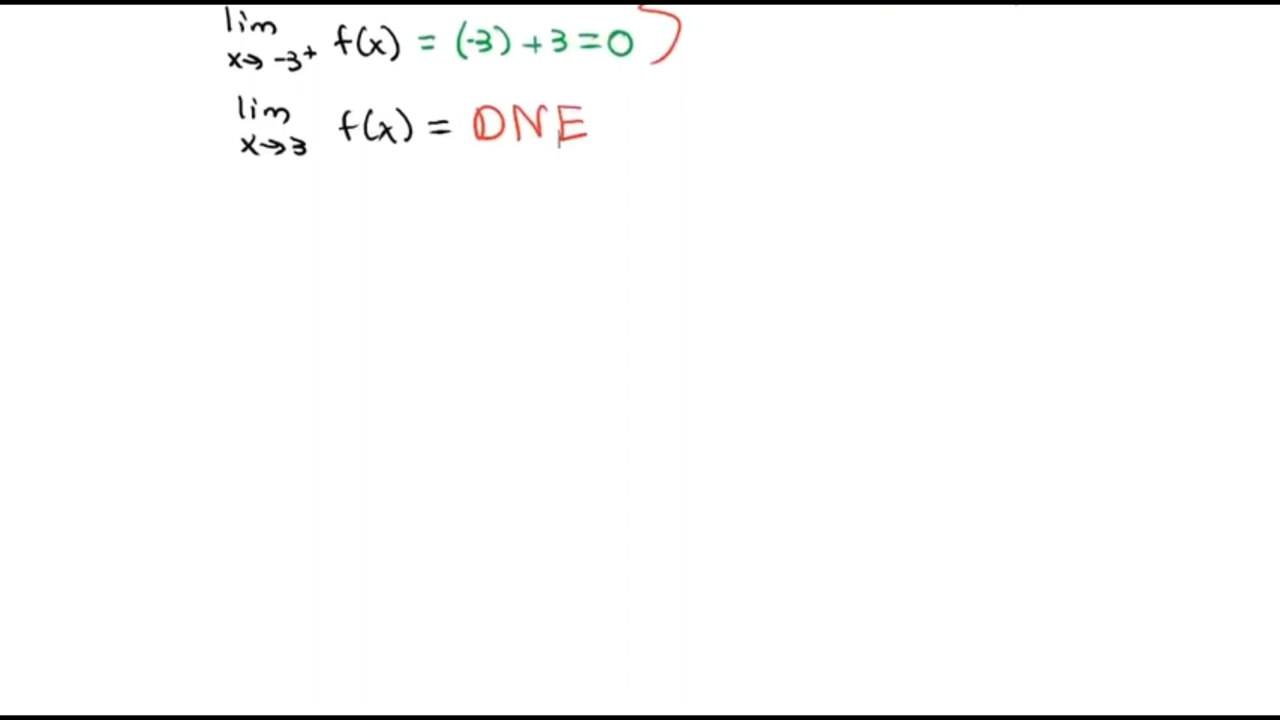 lim x→-3⁺ f(x) = (-3) + 3 = 0
lim x→3 f(x) = DNE